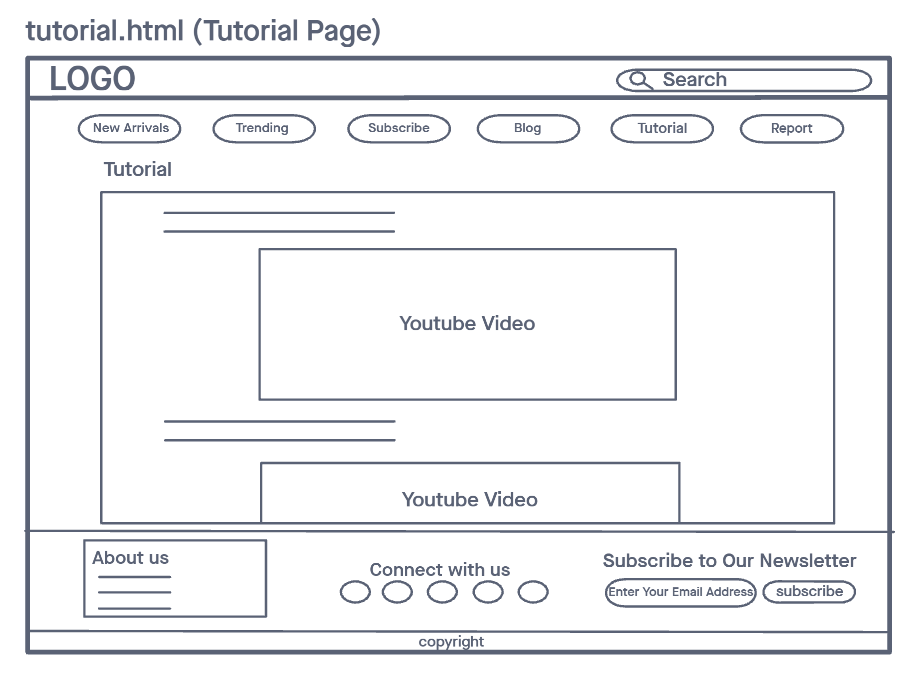 tutorial.html (Tutorial Page)
LOGO
Search
New Arrivals
Trending
Subscribe
Blog
Tutorial
Report
Tutorial
Youtube Video
Youtube Video
About us
Connect with us
Subscribe to Our Newsletter
Enter Your Email Address
subscribe
copyright